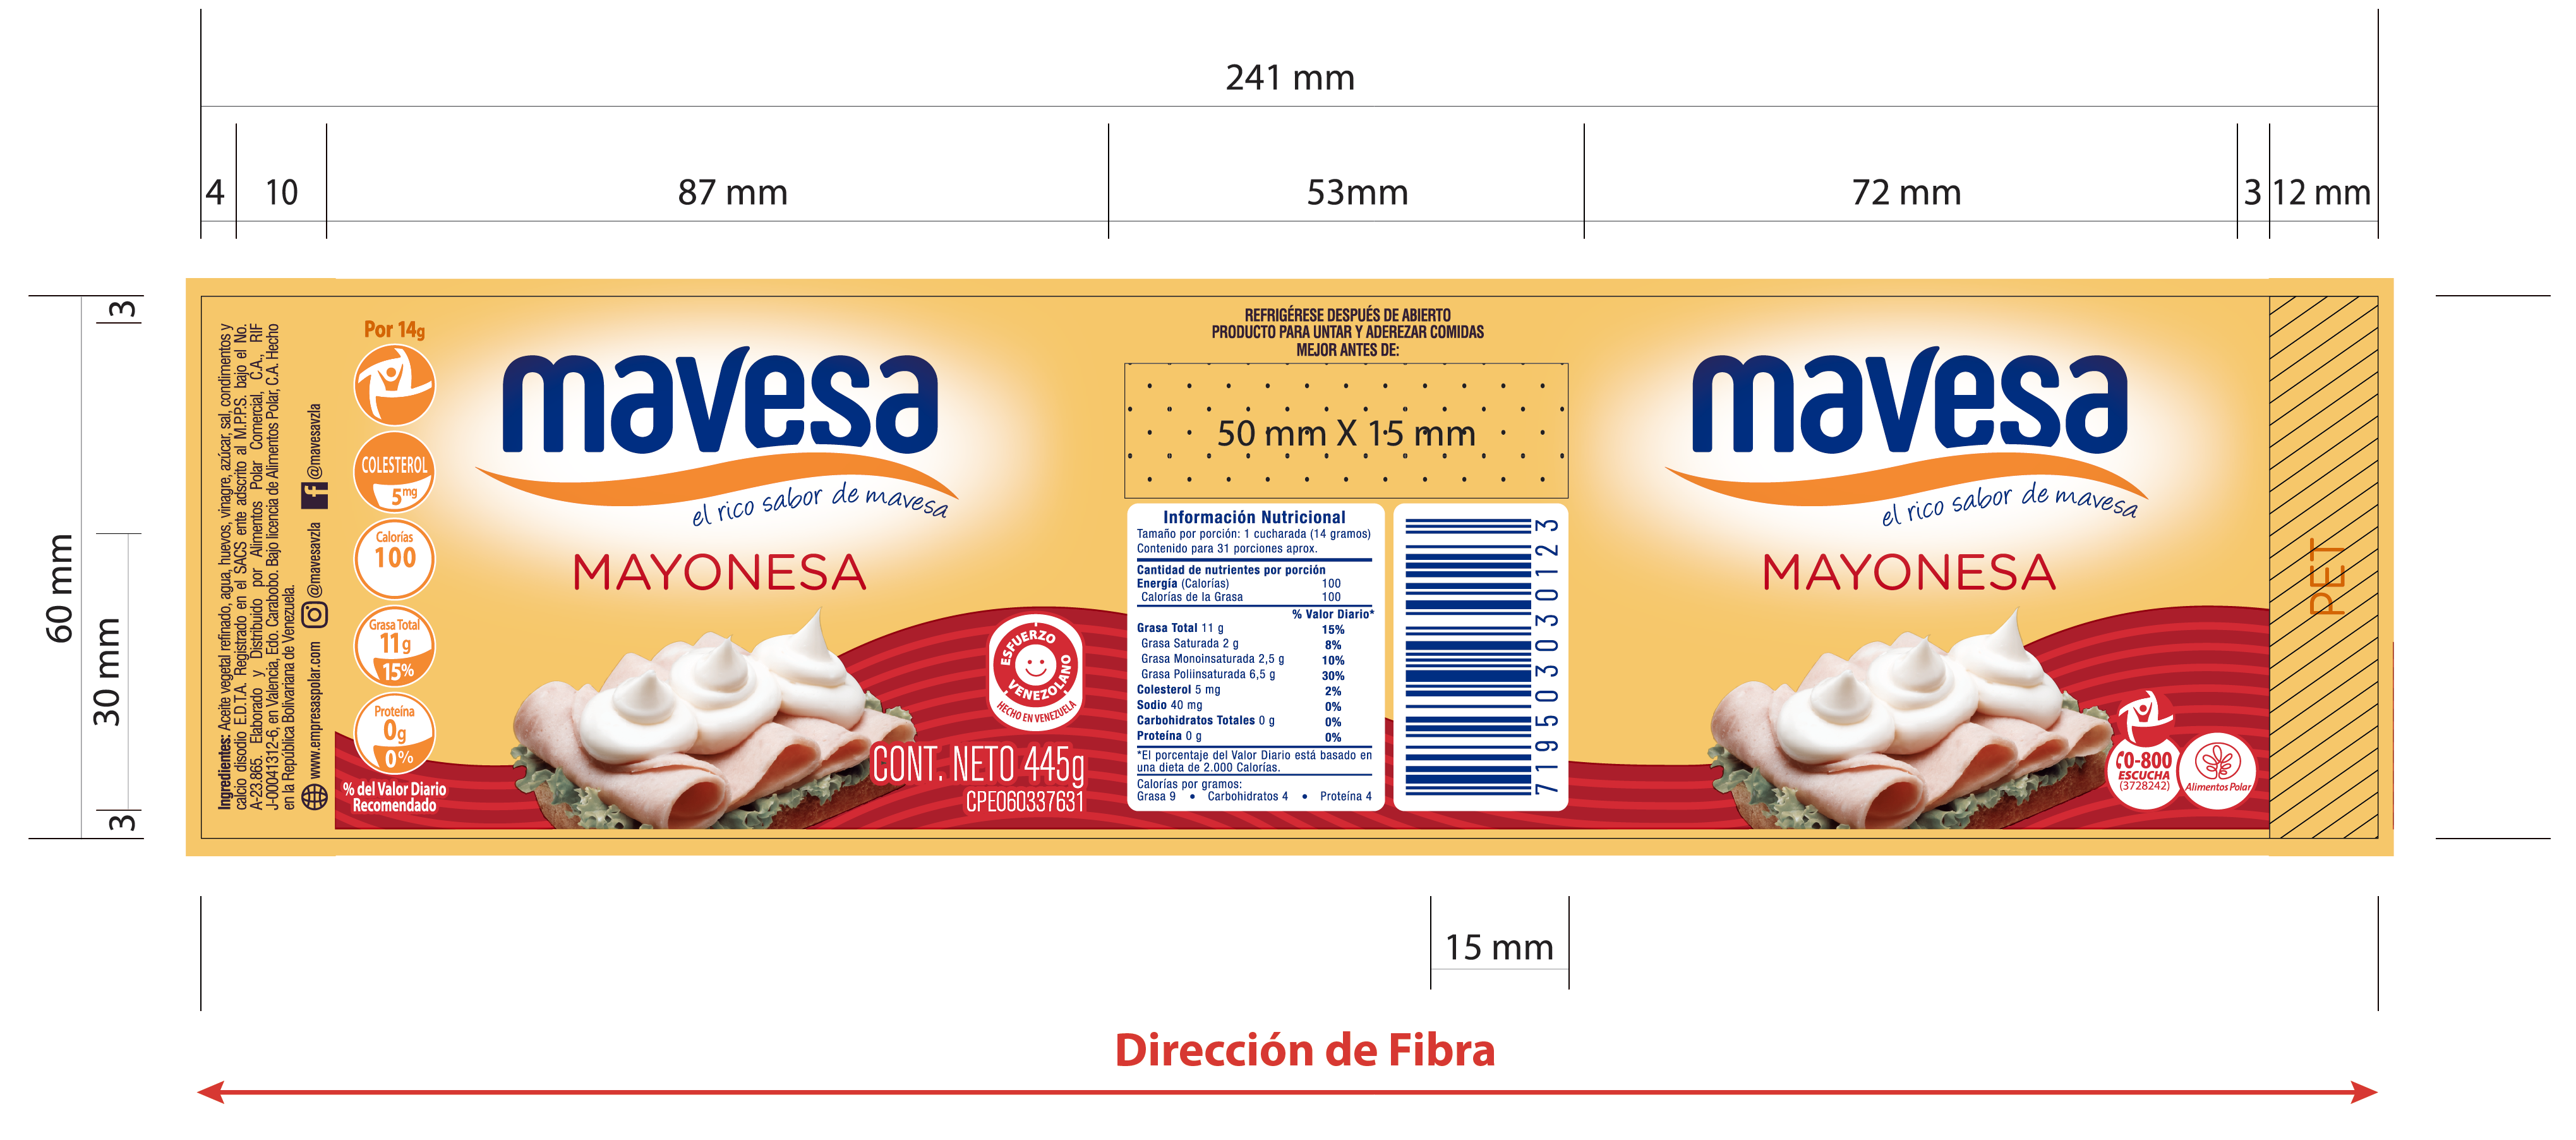 241 mm
4
10
87 mm
53mm
72 mm
3
12 mm
3
60 mm
30 mm
3
Ingredientes: Aceite vegetal refinado, agua, huevos, vinagre, azúcar, sal, condimentos y
calcio disodio E.D.T.A. Registrado en el SACS ente adscrito al M.P.P.S. bajo el No.
A-23.865. Elaborado y Distribuido por Alimentos Polar Comercial, C.A., RIF
J-00041312-6, en Valencia, Edo. Carabobo. Bajo licencia de Alimentos Polar, C.A. Hecho
en la República Bolivariana de Venezuela.
www.empresaspolar.com @mavesavzla @mavesavzla
Por 14g
COLESTEROL
5mg
Calorías
100
Grasa Total
11g
15%
Proteína
0g
0%
% del Valor Diario
Recomendado
mavesa
el rico sabor de mavesa
MAYONESA
ESFUERZO
VENEZOLANO
HECHO EN VENEZUELA
CONT. NETO 445g
CPE060337631
REFRIGÉRESE DESPUÉS DE ABIERTO
PRODUCTO PARA UNTAR Y ADEREZAR COMIDAS
MEJOR ANTES DE:
50 mm X 15 mm
Información Nutricional
Tamaño por porción: 1 cucharada (14 gramos)
Contenido para 31 porciones aprox.
Cantidad de nutrientes por porción
Energía (Calorías) 100
Calorías de la Grasa 100
% Valor Diario*
Grasa Total 11 g 15%
Grasa Saturada 2 g 8%
Grasa Monoinsaturada 2,5 g 10%
Grasa Poliinsaturada 6,5 g 30%
Colesterol 5 mg 2%
Sodio 40 mg 0%
Carbohidratos Totales 0 g 0%
Proteína 0 g 0%
*El porcentaje del Valor Diario está basado en
una dieta de 2.000 Calorías.
Calorías por gramos:
Grasa 9 • Carbohidratos 4 • Proteína 4
719503030123
mavesa
el rico sabor de mavesa
MAYONESA
0-800
ESCUCHA
(3728242)
Alimentos Polar
PET
15 mm
Dirección de Fibra